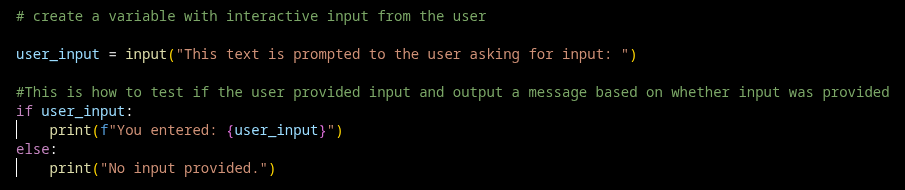 # create a variable with interactive input from the user
user_input = input("This text is prompted to the user asking for input: ")
#This is how to test if the user provided input and output a message based on whether input was provided
if user_input:
    print(f"You entered: {user_input}")
else:
    print("No input provided.")